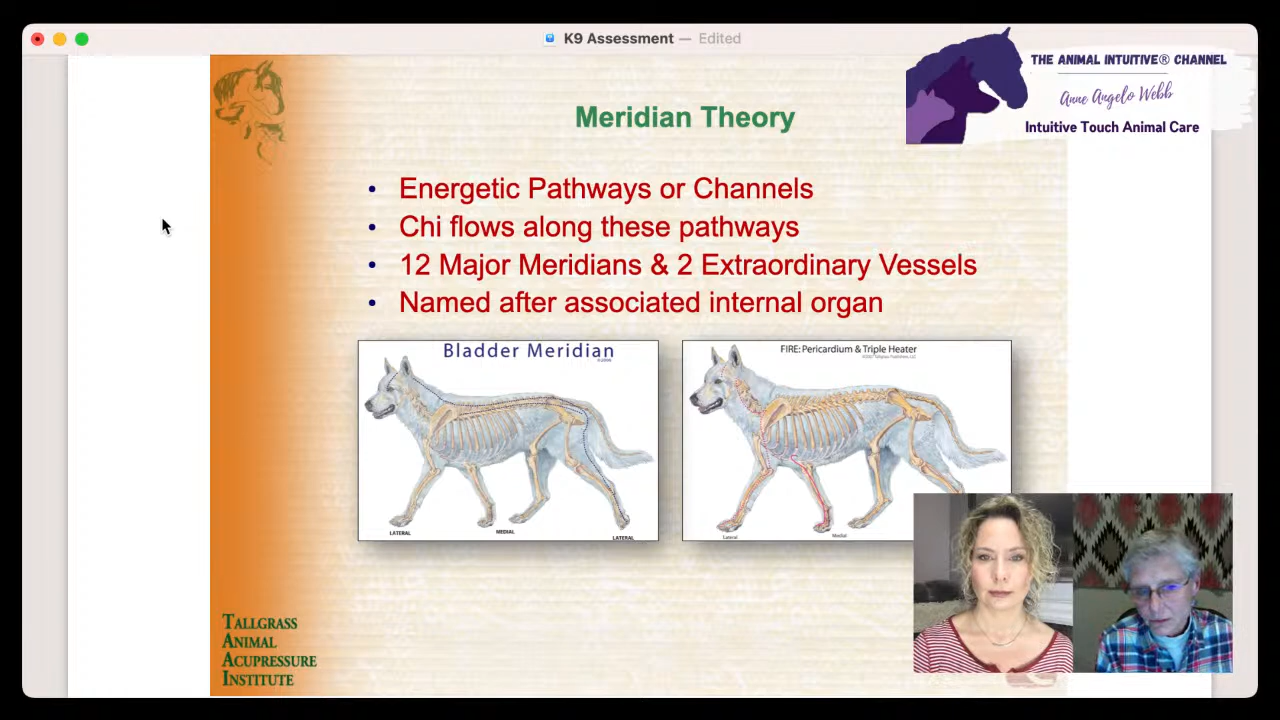 K9 Assessment — Edited
THE ANIMAL INTUITIVE® CHANNEL
Anne Angelo Webb
Intuitive Touch Animal Care
Meridian Theory
• Energetic Pathways or Channels
• Chi flows along these pathways
• 12 Major Meridians & 2 Extraordinary Vessels
• Named after associated internal organ
Bladder Meridian
LATERAL
MEDIAL
LATERAL
FIRE: Pericardium & Triple Heater
Lateral
Medial
TALLGRASS
ANIMAL
ACUPRESSURE
INSTITUTE